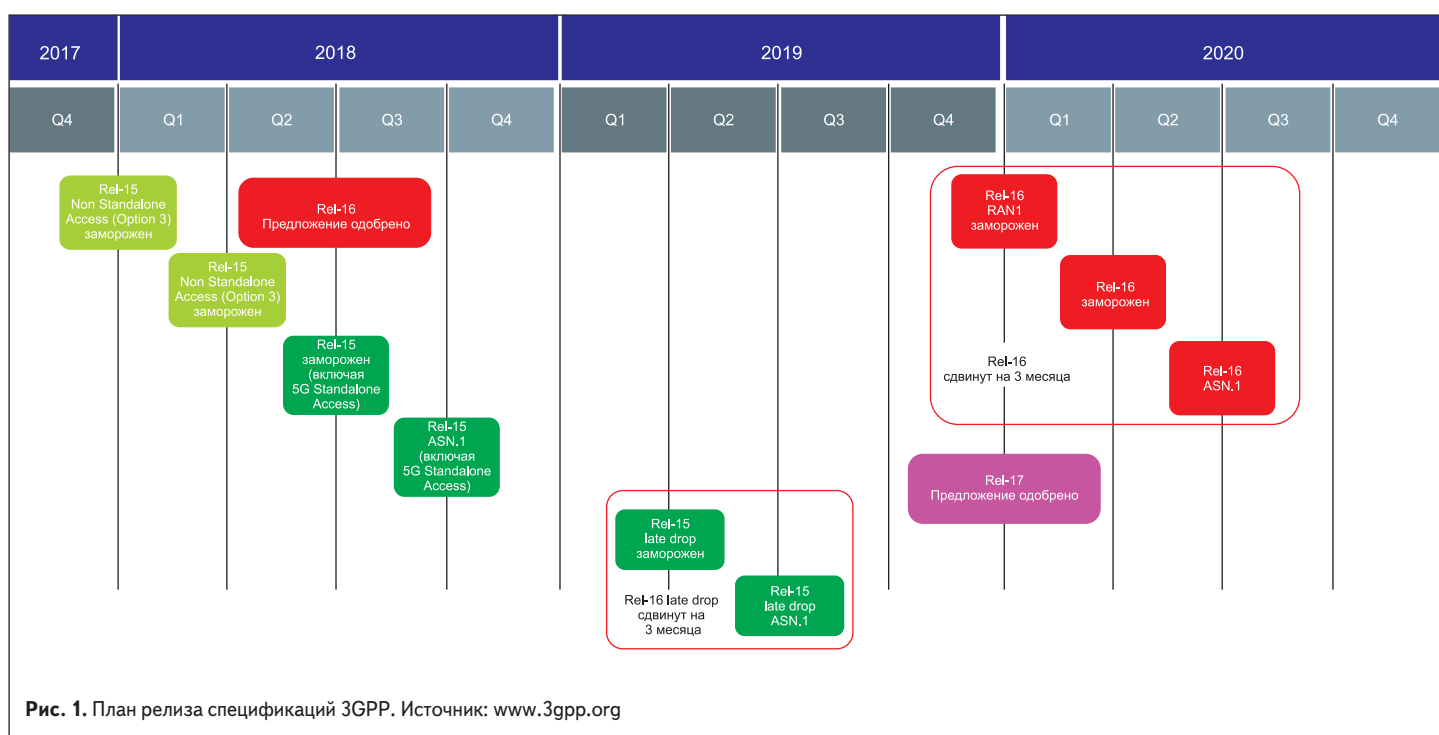 2017
2018
2019
2020
Q4
Q1
Q2
Q3
Q4
Q1
Q2
Q3
Q4
Q1
Q2
Q3
Q4
Rel-15
Non Standalone
Access (Option 3)
заморожен
Rel-16
Предложение одобрено
Rel-16
RAN1
заморожен
Rel-15
Non Standalone
Access (Option 3)
заморожен
Rel-16
заморожен
Rel-15
заморожен
(включая
5G Standalone
Access)
Rel-16
сдвинут на 3 месяца
Rel-16
ASN.1
Rel-15
ASN.1
(включая
5G Standalone
Access)
Rel-17
Предложение одобрено
Rel-15
late drop
заморожен
Rel-16 late drop
сдвинут на
3 месяца
Rel-15
late drop
ASN.1
Рис. 1. План релиза спецификаций 3GPP. Источник: www.3gpp.org